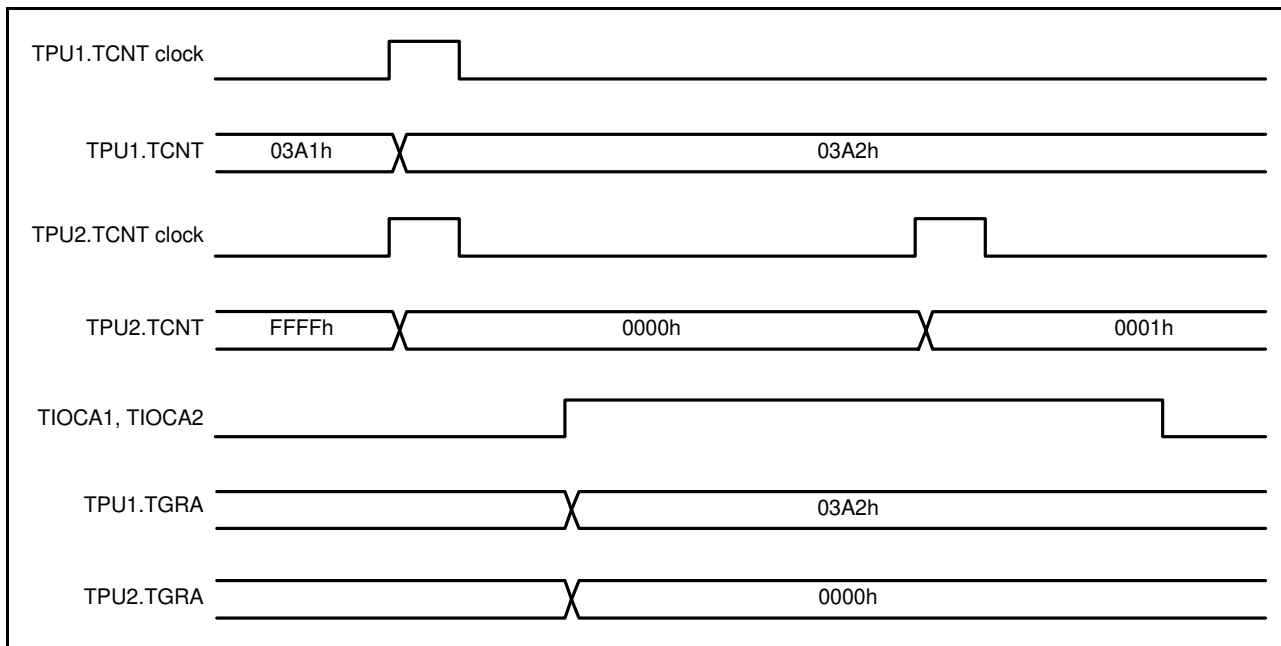 TPU1.TCNT clock
TPU1.TCNT 03A1h 03A2h
TPU2.TCNT clock
TPU2.TCNT FFFFh 0000h 0001h
TIOCA1, TIOCA2
TPU1.TGRA 03A2h
TPU2.TGRA 0000h